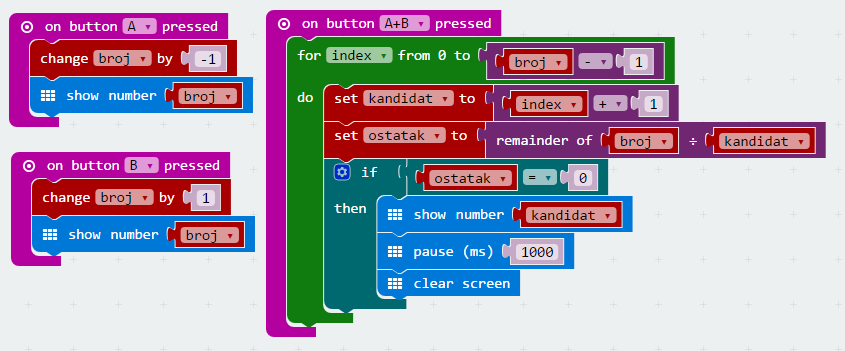 on button A pressed
change broj by -1
show number broj
on button B pressed
change broj by 1
show number broj
on button A+B pressed
for index from 0 to broj - 1
do set kandidat to index + 1
set ostatak to remainder of broj ÷ kandidat
if ostatak = 0
then show number kandidat
pause (ms) 1000
clear screen